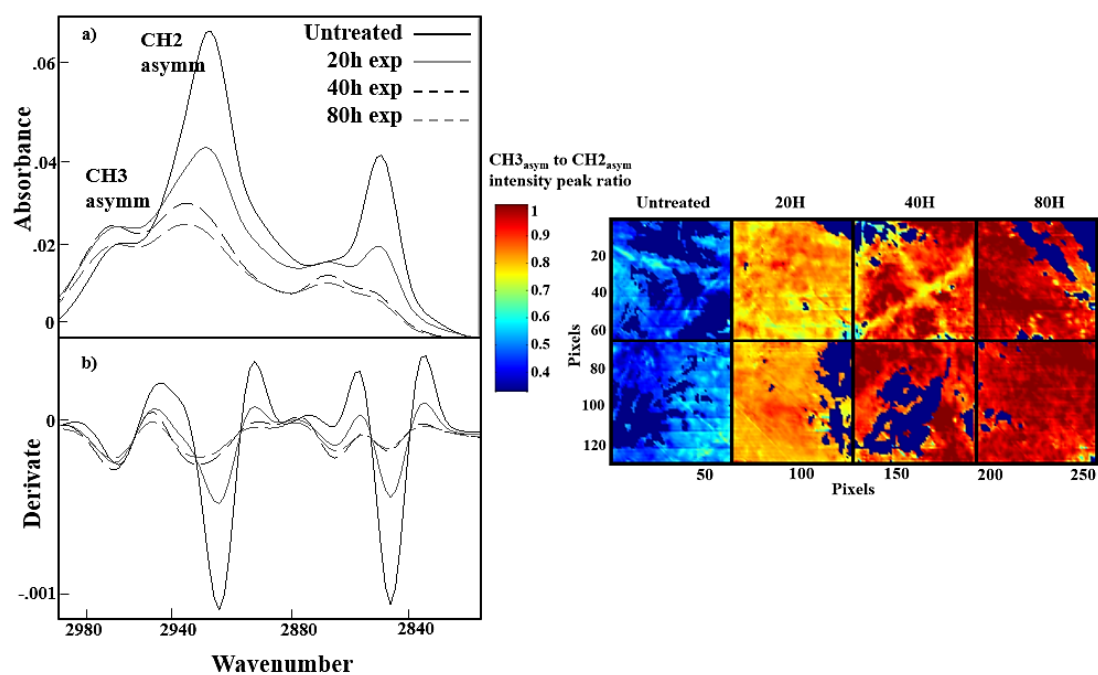 a)
CH2
asymm
Untreated
20h exp
40h exp
80h exp
CH3
asymm
.06
.04
.02
0
Absorbance
b)
0
-.001
Derivate
2980
2940
2880
2840
Wavenumber
CH3asym to CH2asym
intensity peak ratio
1
0.9
0.8
0.7
0.6
0.5
0.4
Untreated
20H
40H
80H
20
40
60
80
100
120
Pixels
50
100
150
200
250
Pixels